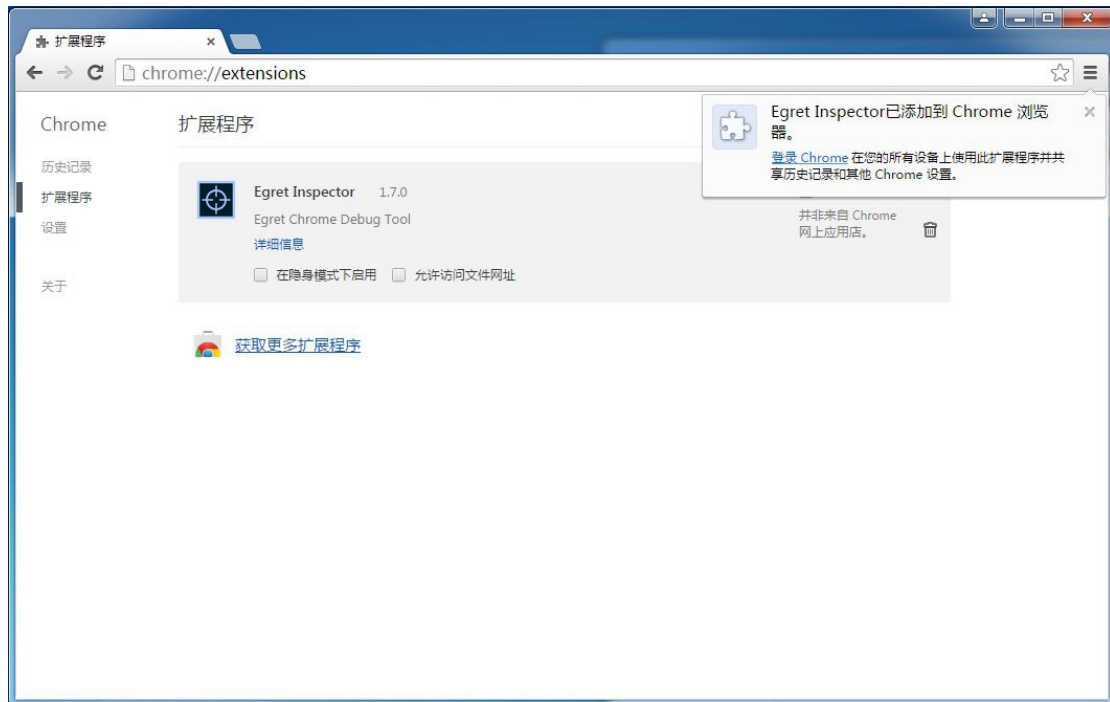 扩展程序
chrome://extensions
Chrome
历史记录
扩展程序
设置
关于
扩展程序
Egret Inspector 1.7.0
Egret Chrome Debug Tool
详细信息
在隐身模式下启用 允许访问文件网址
并非来自 Chrome
网上应用店。
获取更多扩展程序
Egret Inspector已添加到 Chrome 浏览
器。
登录 Chrome 在您的所有设备上使用此扩展程序并共
享历史记录和其他 Chrome 设置。